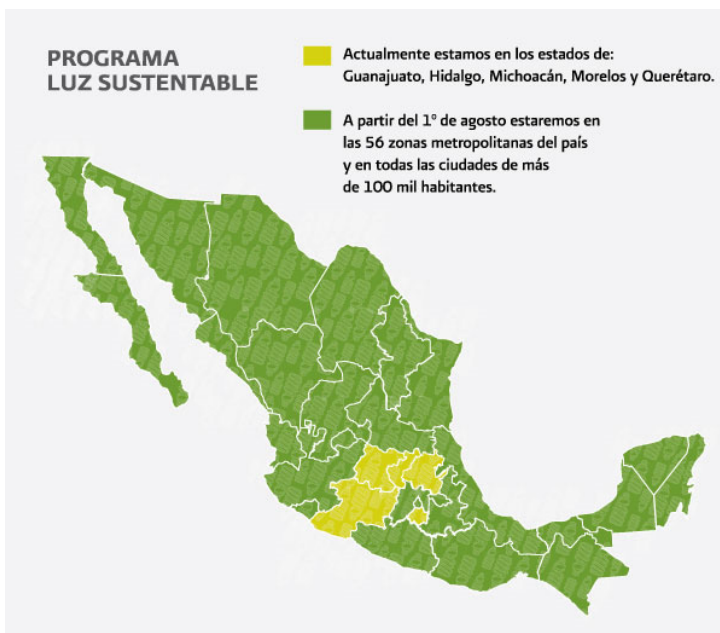 PROGRAMA
LUZ SUSTENTABLE
Actualmente estamos en los estados de:
Guanajuato, Hidalgo, Michoacán, Morelos y Querétaro.
A partir del 1º de agosto estaremos en
las 56 zonas metropolitanas del país
y en todas las ciudades de más
de 100 mil habitantes.